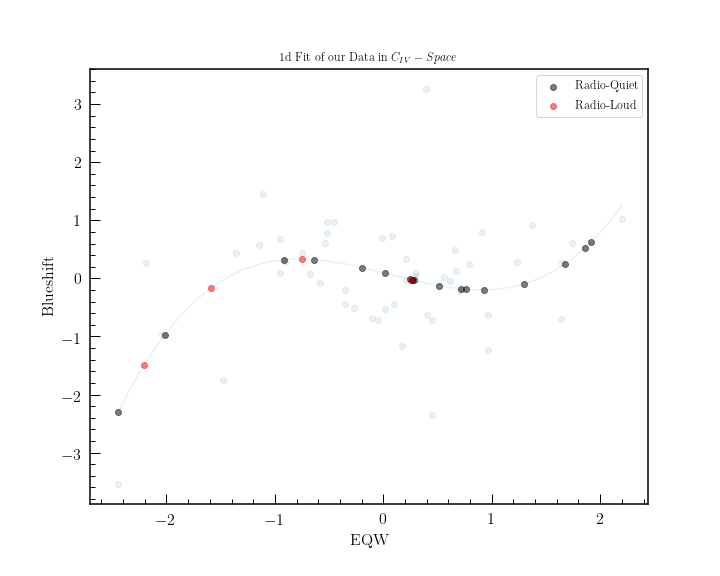 1d Fit of our Data in $C_{IV} - Space$
Radio-Quiet
Radio-Loud
3
2
1
0
−1
−2
−3
Blueshift
−2
−1
0
1
2
EQW